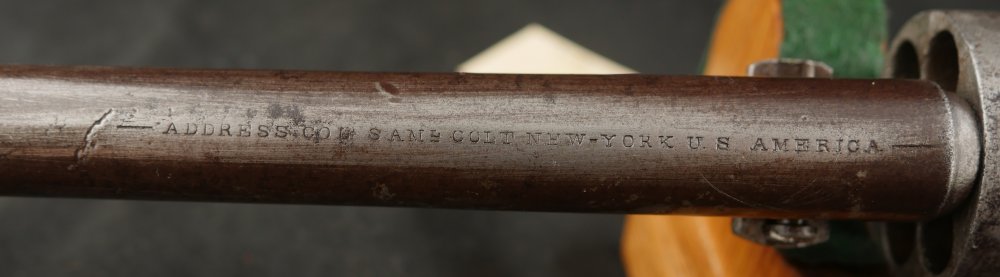 — ADDRESS COL SAML COLT NEW-YORK U.S AMERICA —